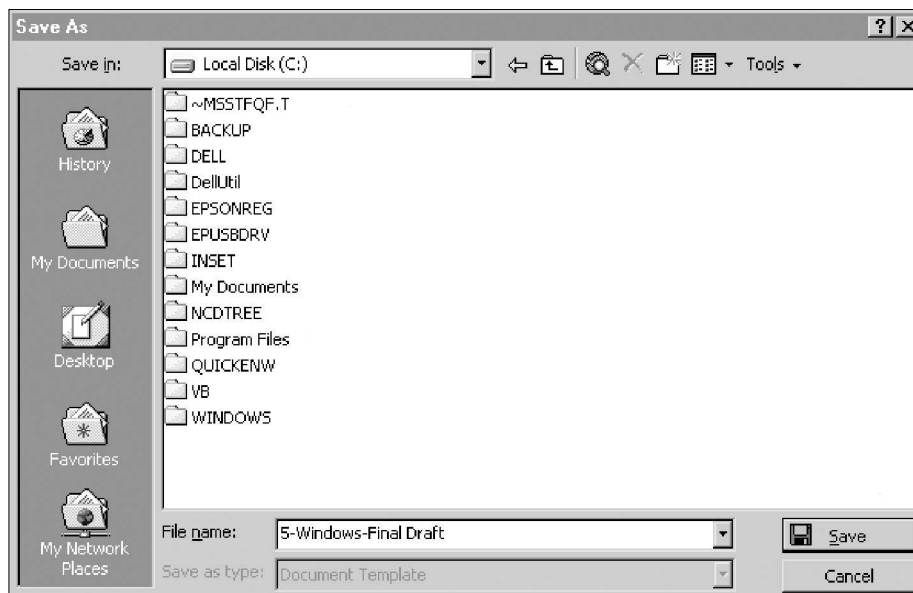 Save As
? X
Save in:
Local Disk (C:)
Tools
~MSSTFQF.T
BACKUP
DELL
DellUtil
EPSONREG
EPUSBDRV
INSET
My Documents
NCDTREE
Program Files
QUICKENW
VB
WINDOWS
History
My Documents
Desktop
Favorites
My Network
Places
File name:
5-Windows-Final Draft
Save
Save as type:
Document Template
Cancel